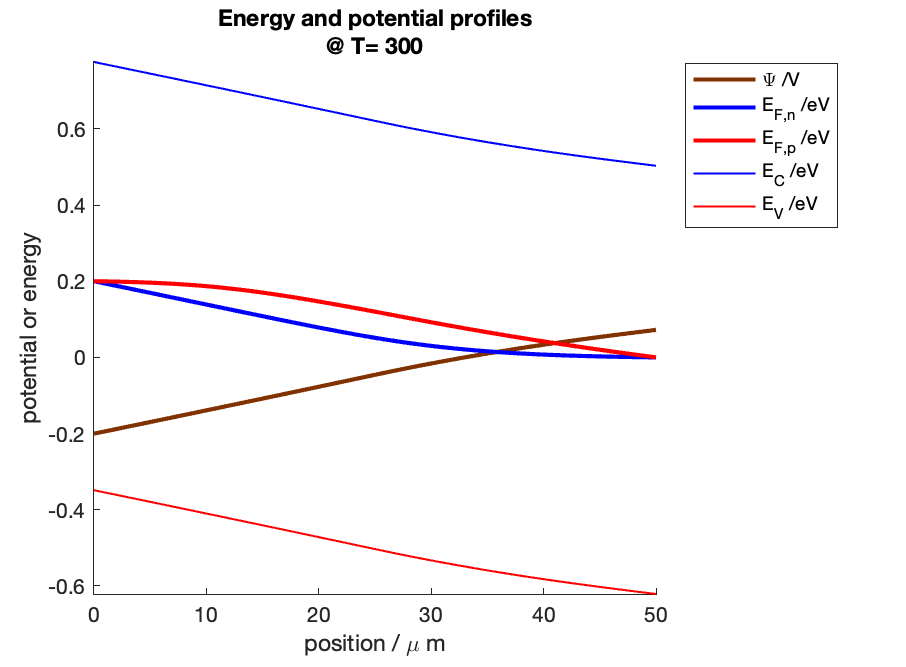 Energy and potential profiles
@ T= 300
Ψ /V
E_F,n /eV
E_F,p /eV
E_C /eV
E_V /eV
potential or energy
0.6
0.4
0.2
0
-0.2
-0.4
-0.6
0 10 20 30 40 50
position / μ m